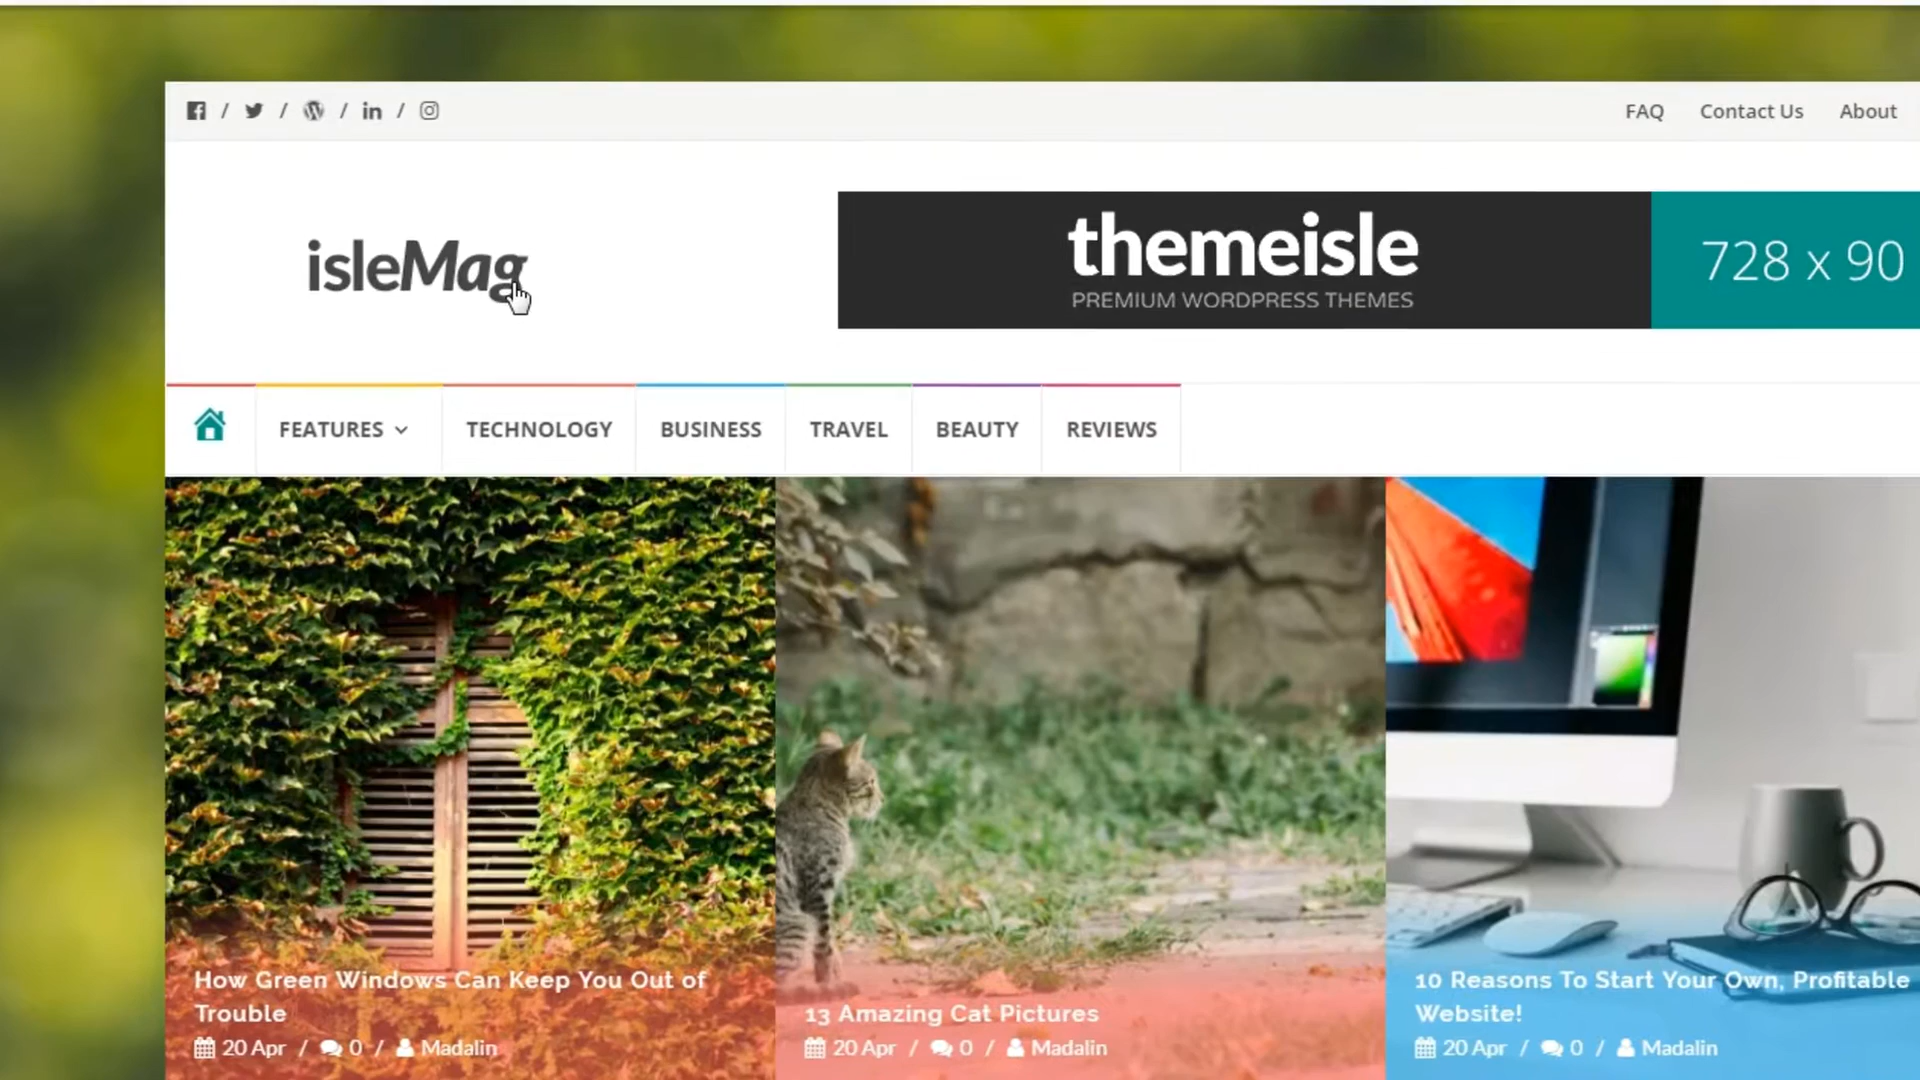 / / / in /
FAQ Contact Us About
isleMag
themeisle
PREMIUM WORDPRESS THEMES
728 x 90
FEATURES TECHNOLOGY BUSINESS TRAVEL BEAUTY REVIEWS
How Green Windows Can Keep You Out of
Trouble
20 Apr / 0 / Madalin
13 Amazing Cat Pictures
20 Apr / 0 / Madalin
10 Reasons To Start Your Own, Profitable
Website!
20 Apr / 0 / Madalin